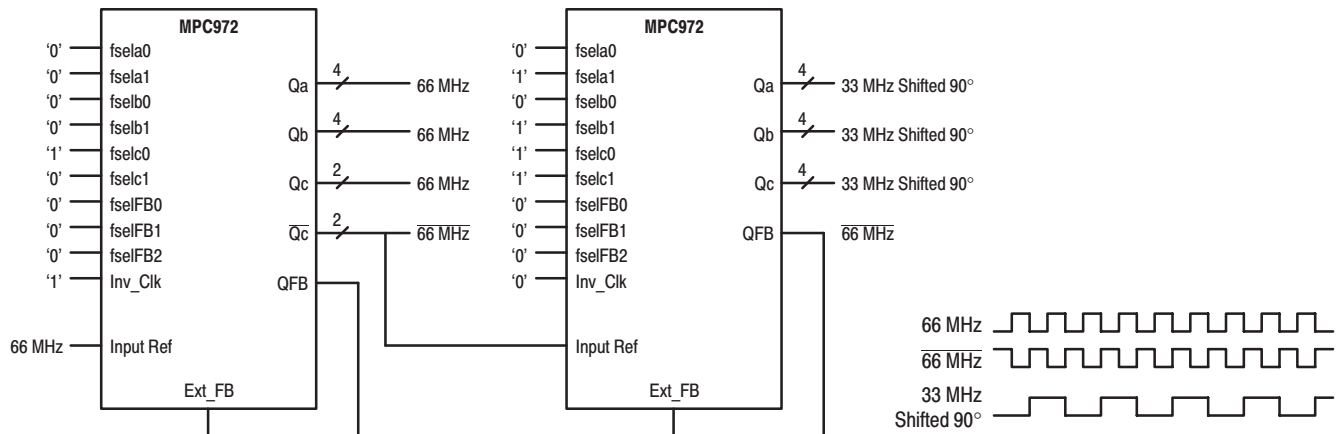 MPC972
‘0’ fsela0
‘0’ fsela1
‘0’ fselb0
‘0’ fselb1
‘1’ fselc0
‘0’ fselc1
‘0’ fselFB0
‘0’ fselFB1
‘0’ fselFB2
‘1’ Inv_Clk
66 MHz Input Ref
Qa 4 66 MHz
Qb 4 66 MHz
Qc 2 66 MHz
Qc 2 66 MHz
QFB
Ext_FB
MPC972
‘0’ fsela0
‘1’ fsela1
‘0’ fselb0
‘1’ fselb1
‘1’ fselc0
‘1’ fselc1
‘0’ fselFB0
‘0’ fselFB1
‘0’ fselFB2
‘0’ Inv_Clk
Input Ref
Qa 4 33 MHz Shifted 90°
Qb 4 33 MHz Shifted 90°
Qc 4 33 MHz Shifted 90°
QFB 66 MHz
Ext_FB
66 MHz
66 MHz
33 MHz
Shifted 90°